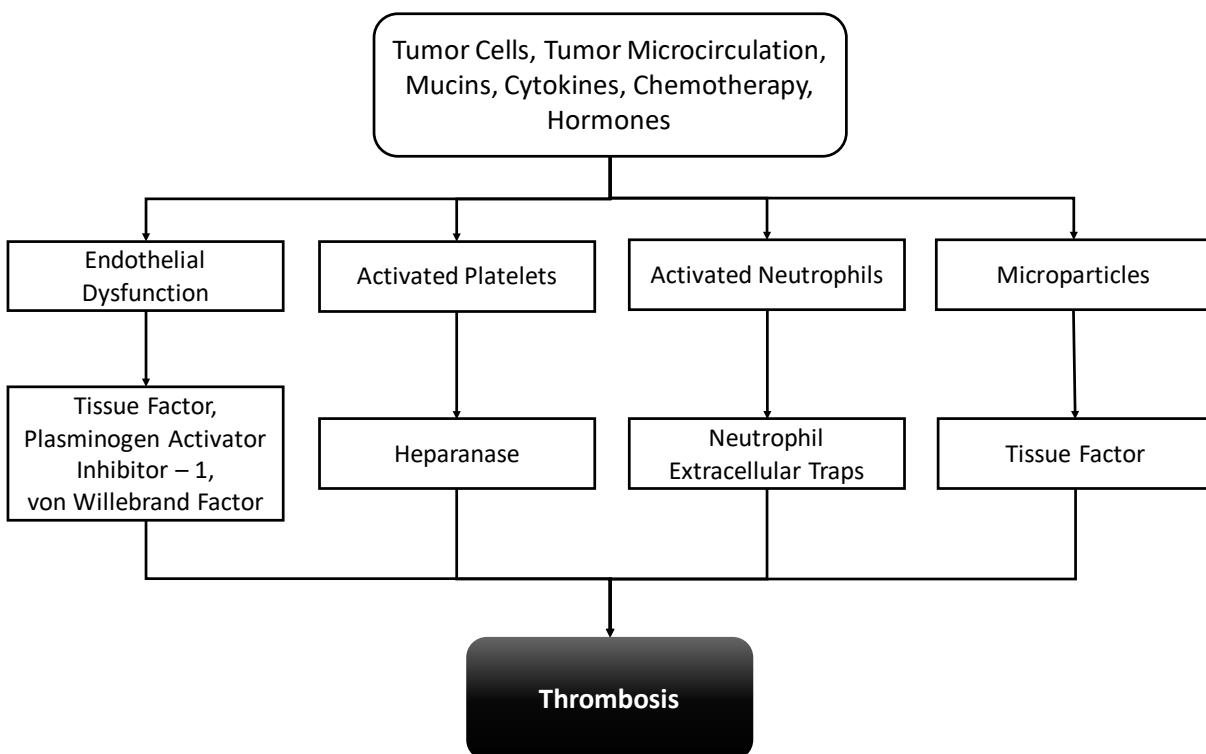 Tumor Cells, Tumor Microcirculation,
Mucins, Cytokines, Chemotherapy,
Hormones
Endothelial
Dysfunction
Activated Platelets
Activated Neutrophils
Microparticles
Tissue Factor,
Plasminogen Activator
Inhibitor – 1,
von Willebrand Factor
Heparanase
Neutrophil
Extracellular Traps
Tissue Factor
Thrombosis